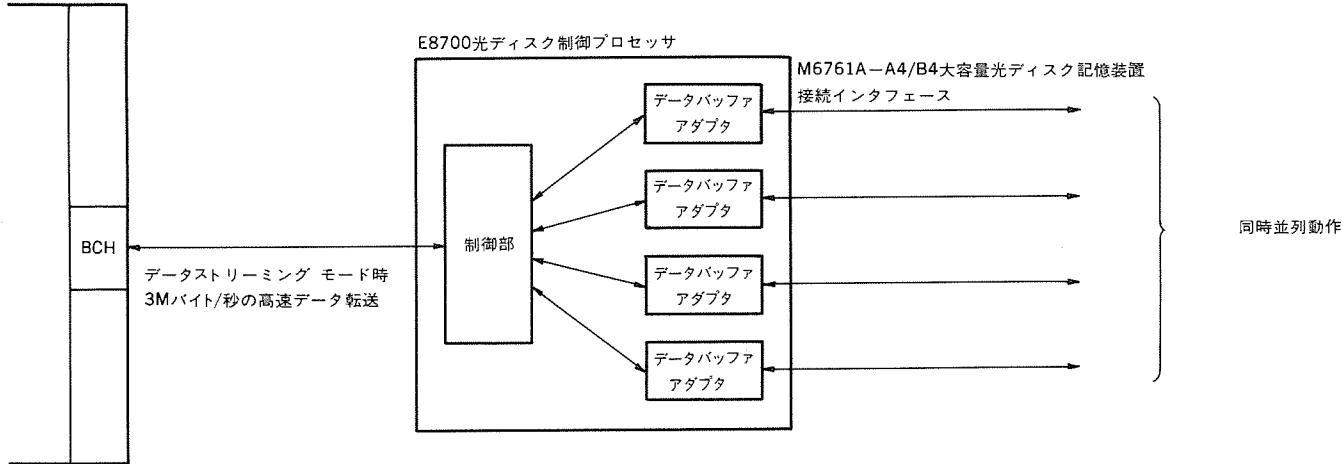 E8700光ディスク制御プロセッサ
M6761A－A4/B4大容量光ディスク記憶装置
接続インタフェース
データバッファ
アダプタ
データバッファ
アダプタ
データバッファ
アダプタ
データバッファ
アダプタ
制御部
BCH
データストリーミング モード時
3Mバイト/秒の高速データ転送
同時並列動作